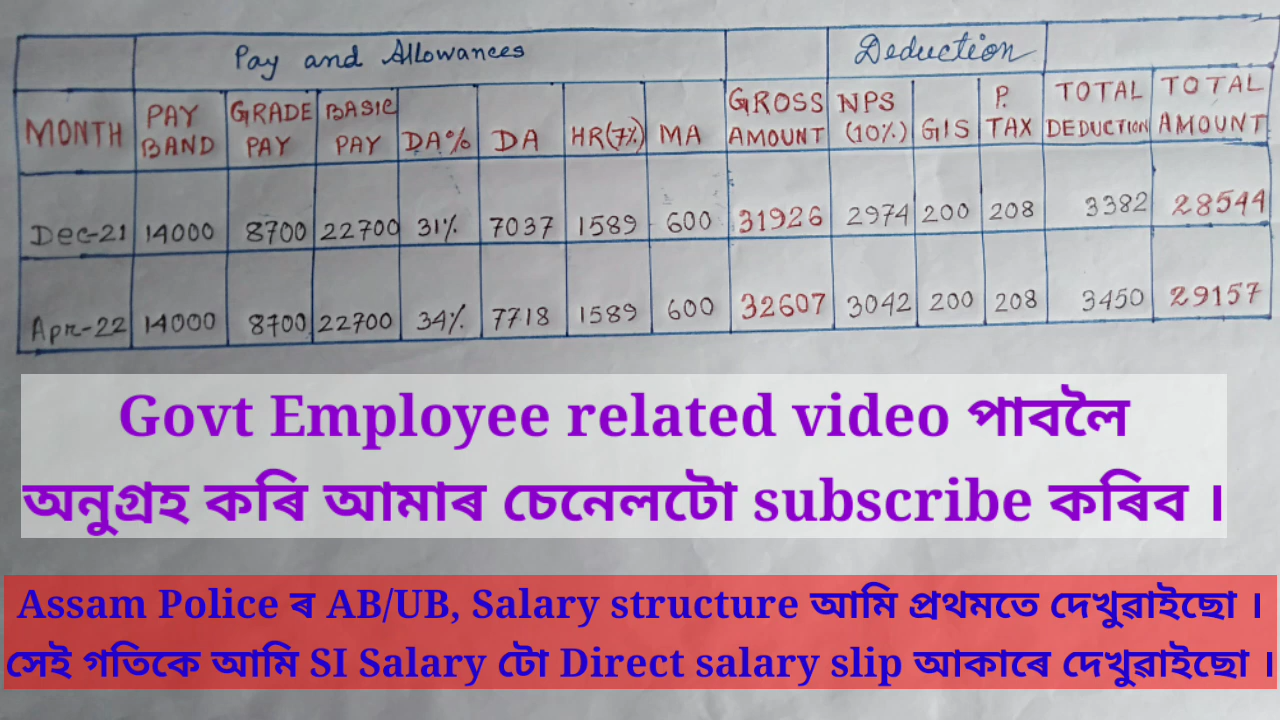 Pay and Allowances Deduction
MONTH PAY BAND GRADE PAY BASIC PAY DA% DA HR(7%) MA GROSS AMOUNT NPS (10%) GIS P. TAX TOTAL DEDUCTION TOTAL AMOUNT
Dec-21 14000 8700 22700 31% 7037 1589 600 31926 2974 200 208 3382 28544
Apr-22 14000 8700 22700 34% 7718 1589 600 32607 3042 200 208 3450 29157
Govt Employee related video পাবলৈ
অনুগ্ৰহ কৰি আমাৰ চেনেলটো subscribe কৰিব ।
Assam Police ৰ AB/UB, Salary structure আমি প্ৰথমতে দেখুৱাইছো ।
সেই গতিকে আমি SI Salary টো Direct salary slip আকাৰে দেখুৱাইছো ।